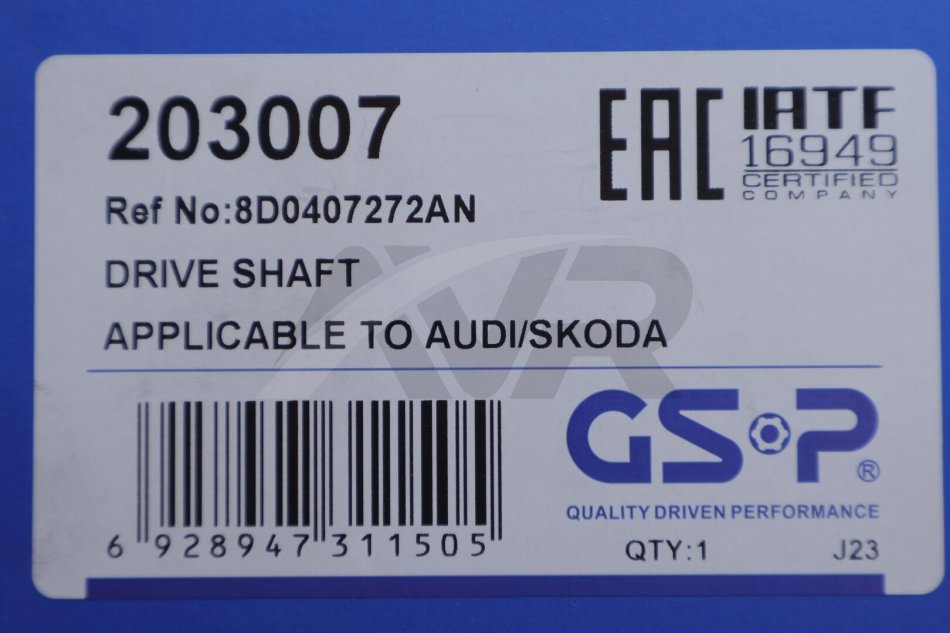 203007
EAC
IATF
16949
CERTIFIED
COMPANY
Ref No:8D0407272AN
DRIVE SHAFT
AVR
APPLICABLE TO AUDI/SKODA
GSP®
QUALITY DRIVEN PERFORMANCE
6 928947 311505
QTY:1 J23